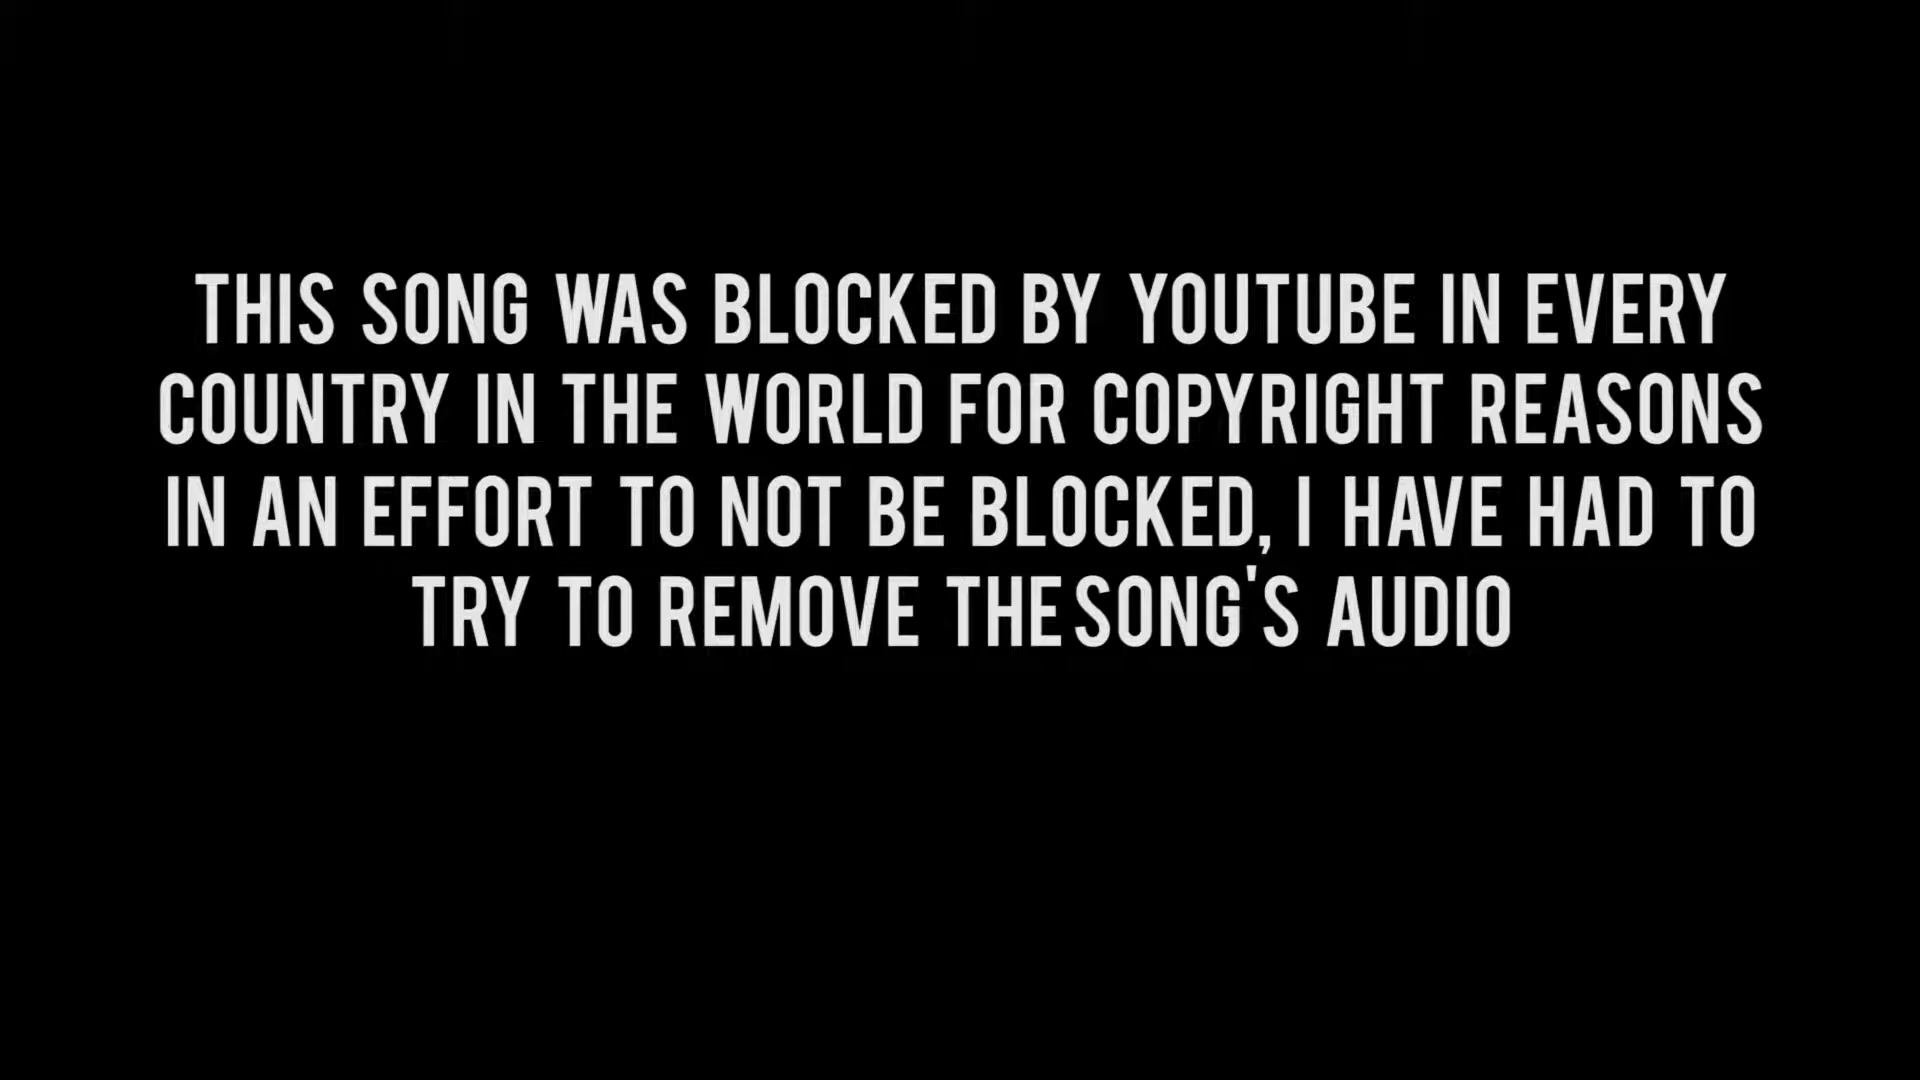 THIS SONG WAS BLOCKED BY YOUTUBE IN EVERY
COUNTRY IN THE WORLD FOR COPYRIGHT REASONS
IN AN EFFORT TO NOT BE BLOCKED, I HAVE HAD TO
TRY TO REMOVE THE SONG'S AUDIO